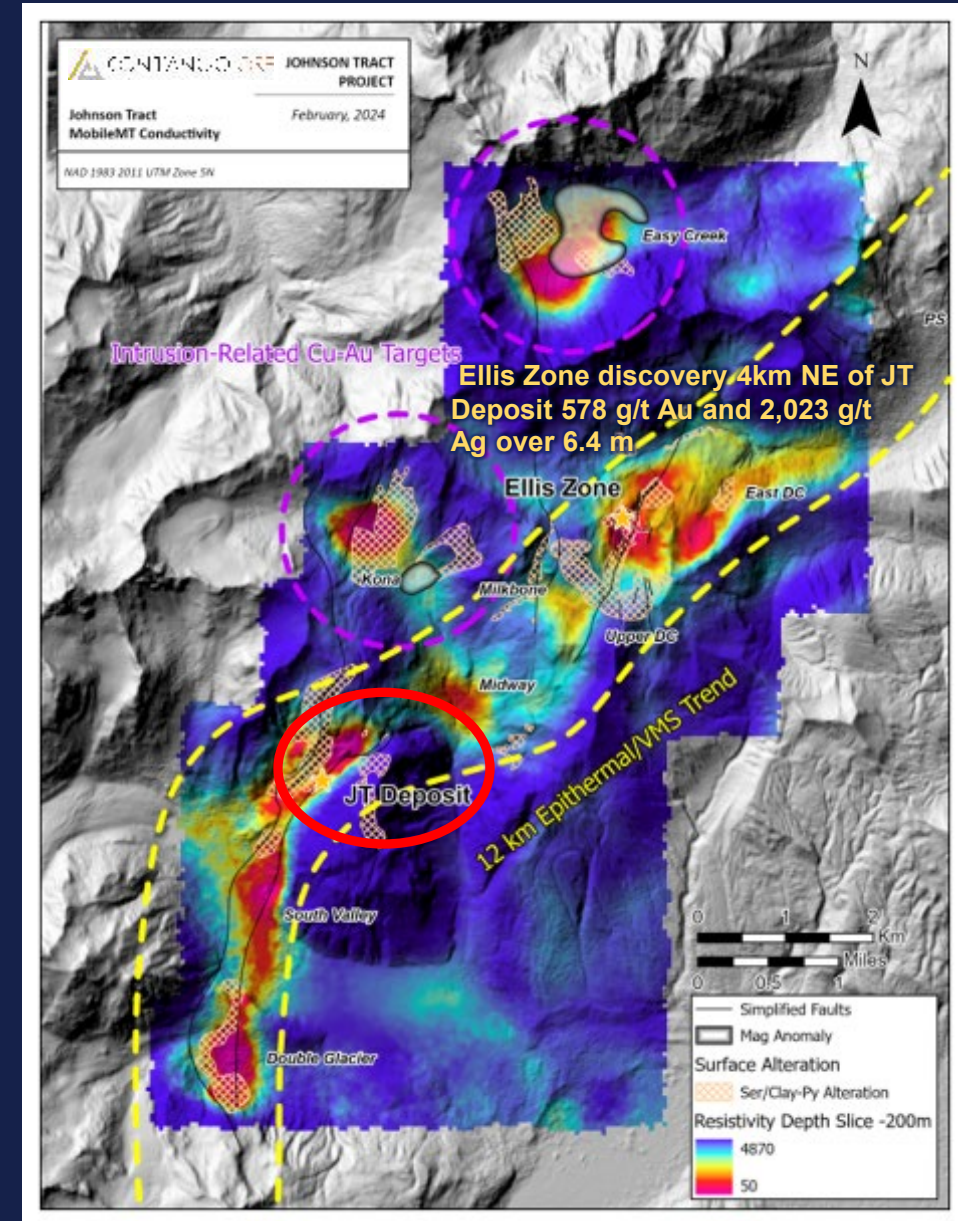 CONTANGO ORE
JOHNSON TRACT
PROJECT
Johnson Tract
MobileMT Conductivity
February, 2024
NAD 1983 2011 UTM Zone 5N
N
Easy Creek
PS
Intrusion-Related Cu-Au Targets
Ellis Zone discovery 4km NE of JT
Deposit 578 g/t Au and 2,023 g/t
Ag over 6.4 m
Ellis Zone
East DC
Kona
Milkbone
Upper DC
Midway
JT Deposit
12 km Epithermal/VMS Trend
South Valley
Double Glacier
0 1 2
Km
Miles
0 0.5 1
Simplified Faults
Mag Anomaly
Surface Alteration
Ser/Clay-Py Alteration
Resistivity Depth Slice -200m
4870
50